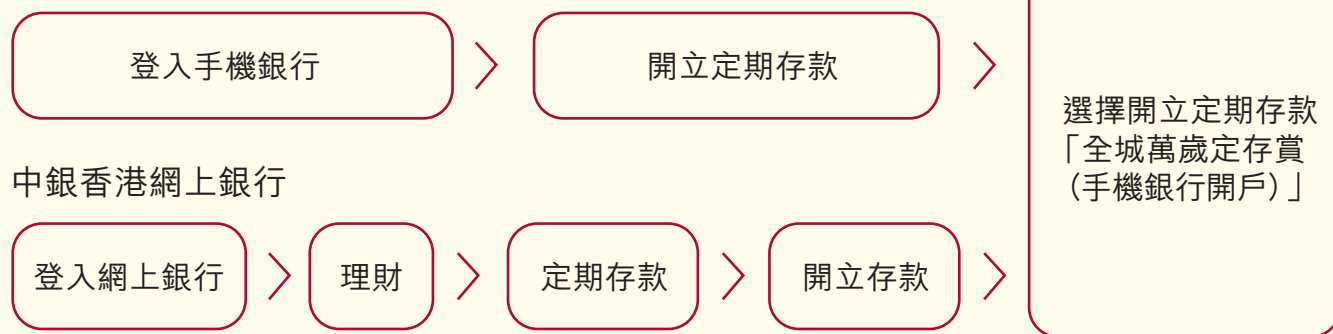 登入手機銀行
開立定期存款
中銀香港網上銀行
登入網上銀行
理財
定期存款
開立存款
選擇開立定期存款
「全城萬歲定存賞
（手機銀行開戶）」